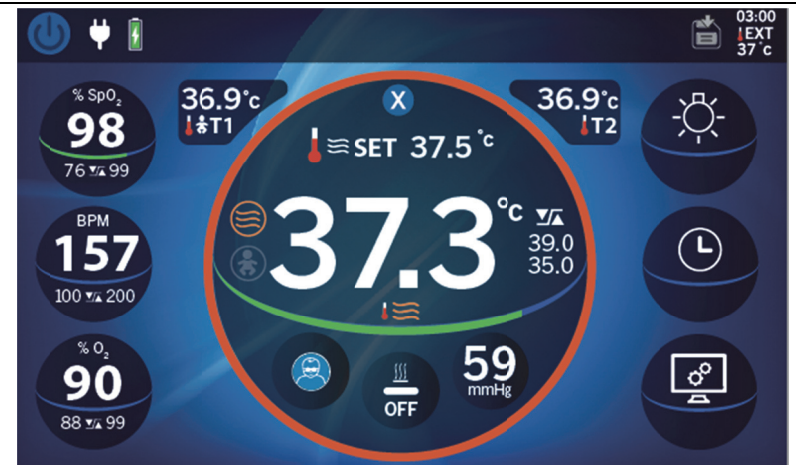 03:00
EXT
37 °C
% SpO₂
98
76 99
36.9°C
T1
X
36.9°C
T2
SET 37.5 °C
BPM
157
100 200
37.3 °C
39.0
35.0
% O₂
90
88 99
OFF
59
mmHg